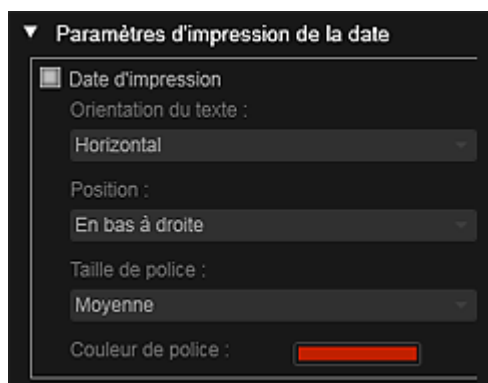 Paramètres d'impression de la date
Date d'impression
Orientation du texte :
Horizontal
Position :
En bas à droite
Taille de police :
Moyenne
Couleur de police :